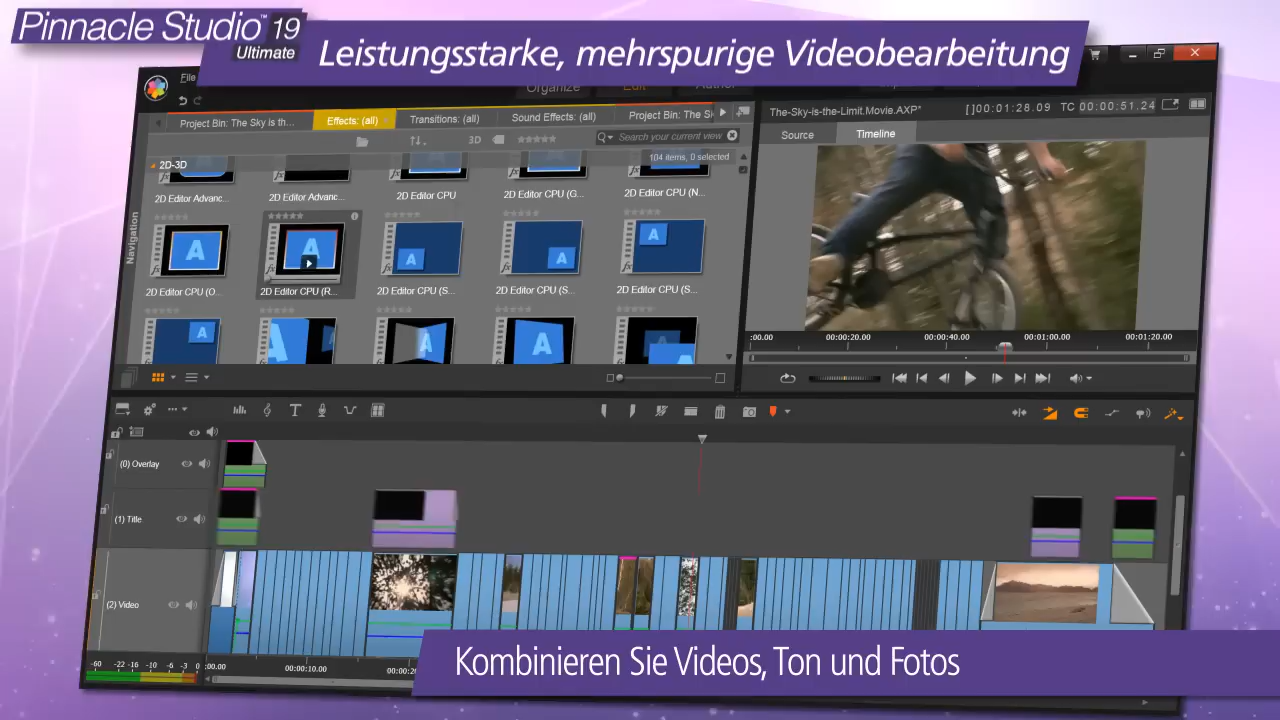 Pinnacle Studio™ 19
Ultimate
Leistungsstarke, mehrspurige Videobearbeitung
File
Organize
Edit
Author
Project Bin: The Sky is th...
Effects: (all)
Transitions: (all)
Sound Effects: (all)
Project Bin: The S
3D
Search your current view
2D-3D
104 items, 0 selected
2D Editor Advanc...
2D Editor Advanc...
2D Editor CPU
2D Editor CPU (G...
2D Editor CPU (N...
Navigation
2D Editor CPU (O...
2D Editor CPU (R...
2D Editor CPU (S...
2D Editor CPU (S...
2D Editor CPU (S...
The-Sky-is-the-Limit.Movie.AXP*
[]00:01:28.09
TC 00:00:51.24
Source
Timeline
:00.00
00:00:20.00
00:00:40.00
00:01:00.00
00:01:20.00
(0) Overlay
(1) Title
(2) Video
-60 -22 -16 -10 -6 -3 0
:00.00
00:00:10.00
00:00:2
Kombinieren Sie Videos, Ton und Fotos